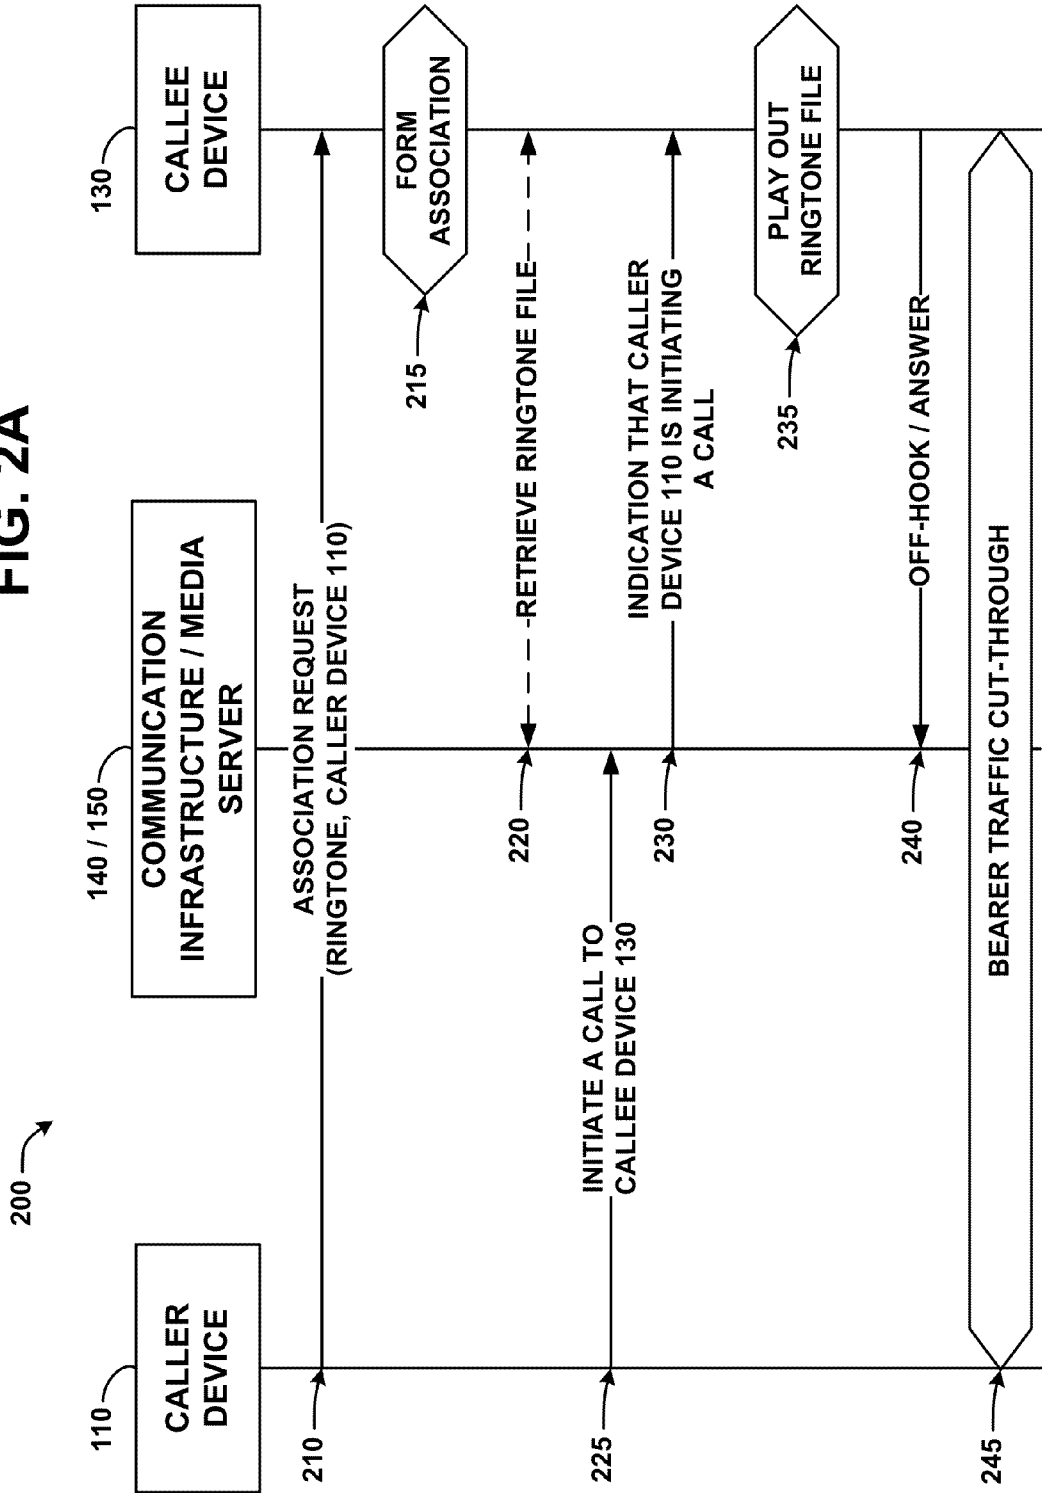 FIG. 2A
200
110
CALLER
DEVICE
140 / 150
COMMUNICATION
INFRASTRUCTURE / MEDIA
SERVER
130
CALLEE
DEVICE
210
ASSOCIATION REQUEST
(RINGTONE, CALLER DEVICE 110)
FORM
ASSOCIATION
215
220
RETRIEVE RINGTONE FILE
225
INITIATE A CALL TO
CALLEE DEVICE 130
230
INDICATION THAT CALLER
DEVICE 110 IS INITIATING
A CALL
PLAY OUT
RINGTONE FILE
235
240
OFF-HOOK / ANSWER
245
BEARER TRAFFIC CUT-THROUGH